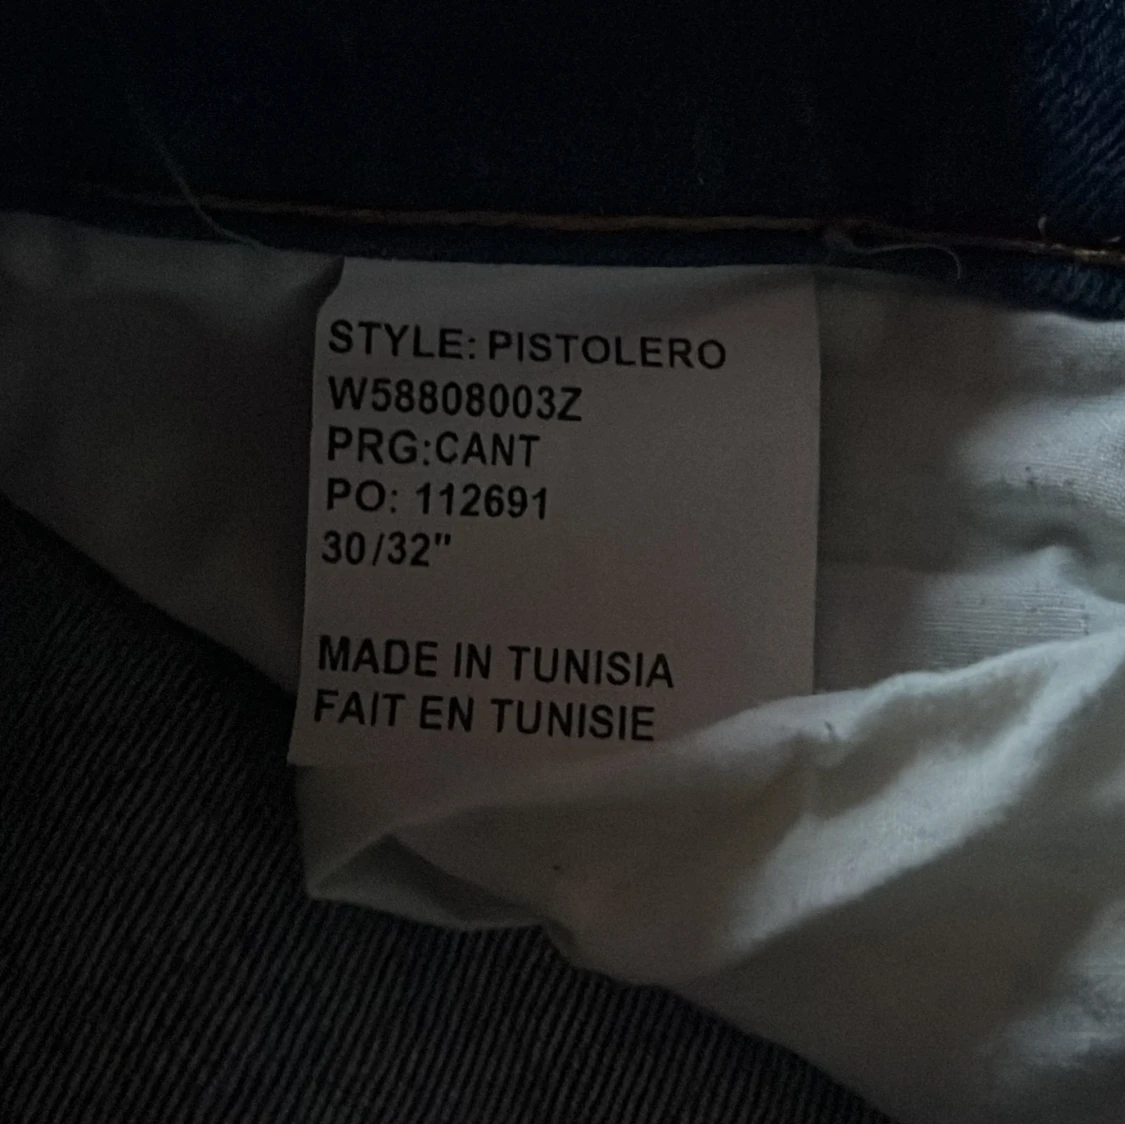 STYLE: PISTOLERO
W58808003Z
PRG:CANT
PO: 112691
30/32"
MADE IN TUNISIA
FAIT EN TUNISIE